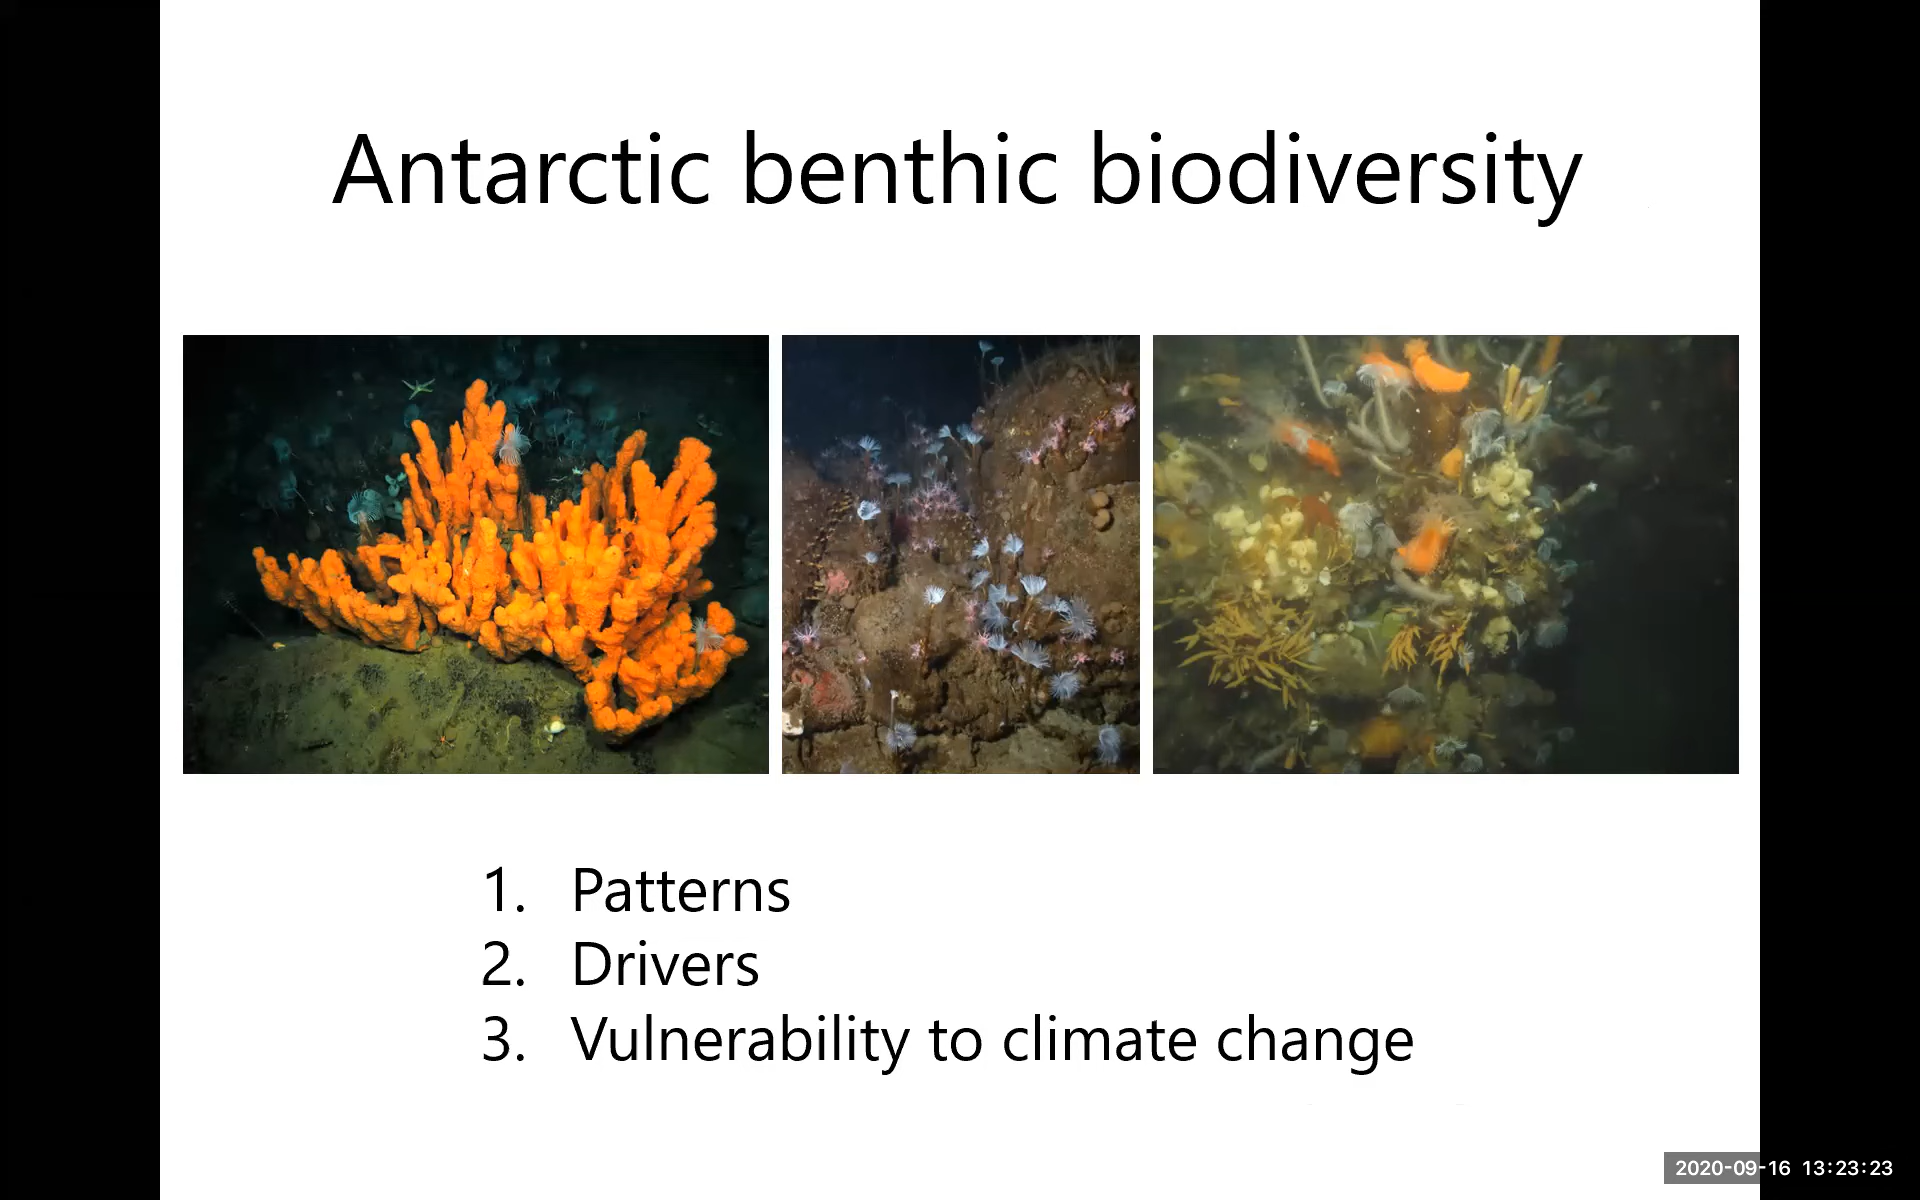 Antarctic benthic biodiversity
1. Patterns
2. Drivers
3. Vulnerability to climate change
2020-09-16 13:23:23